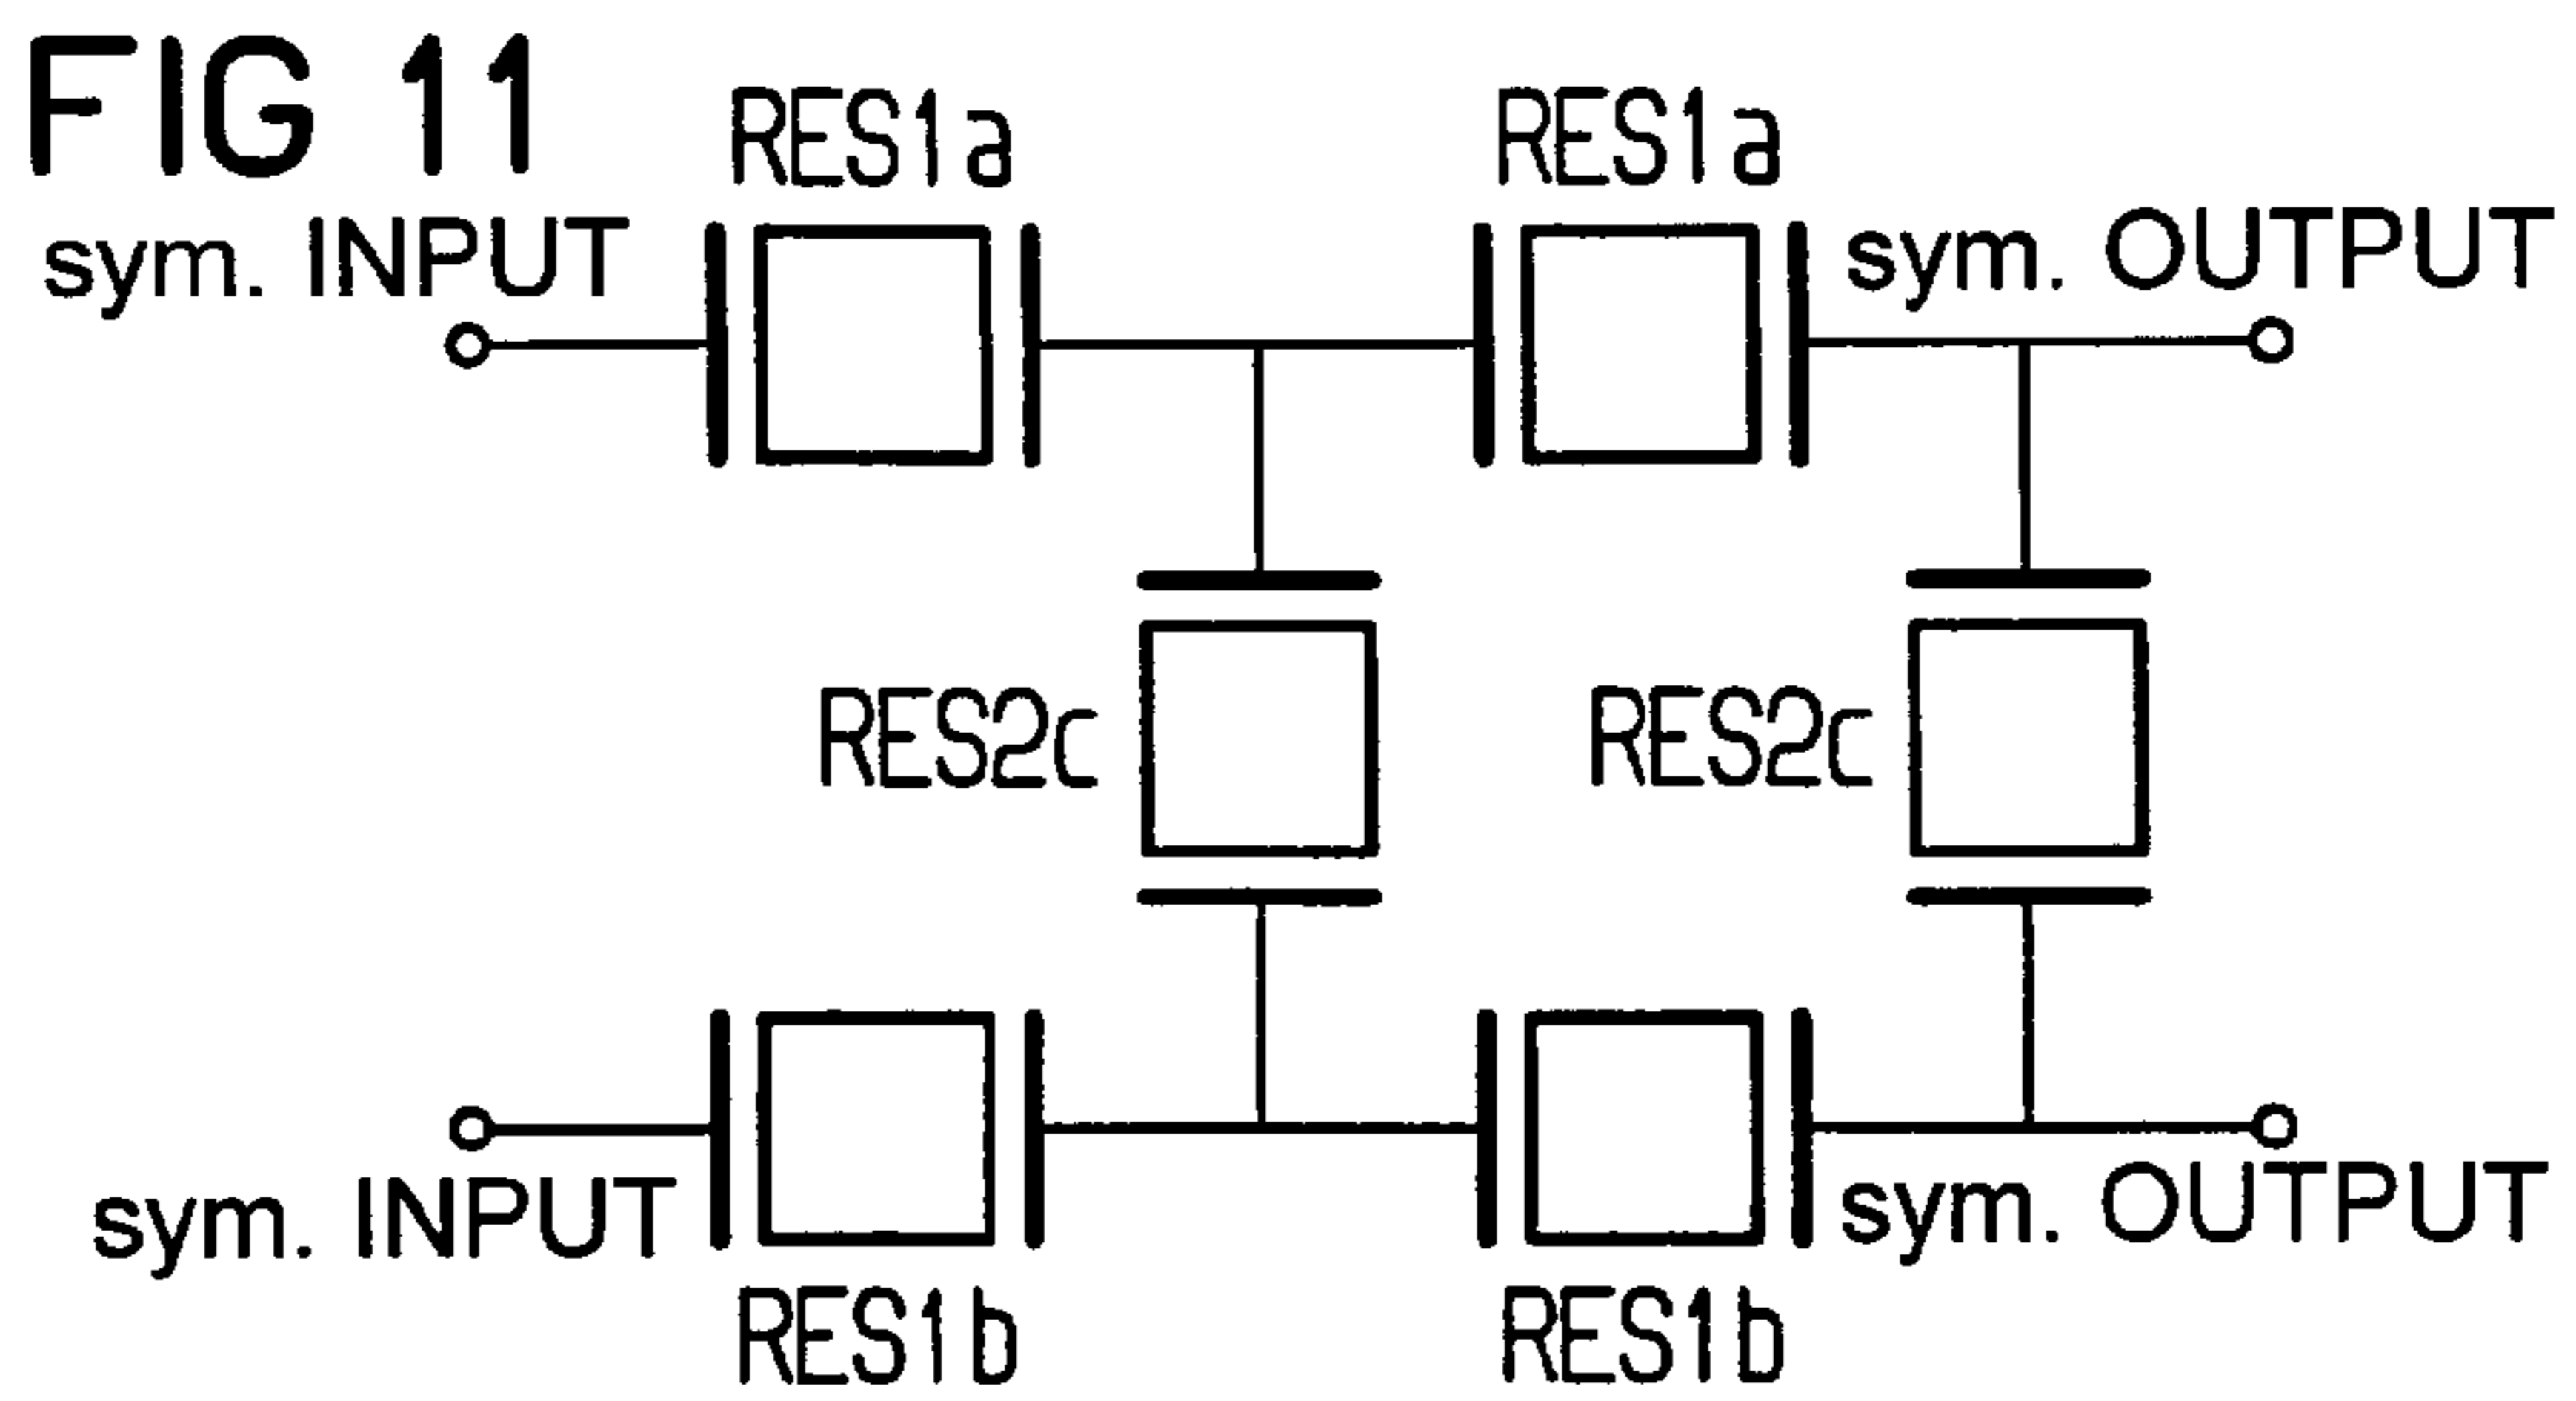 FIG 11
RES1a RES1a
sym. INPUT sym. OUTPUT
RES2c RES2c
sym. INPUT sym. OUTPUT
RES1b RES1b